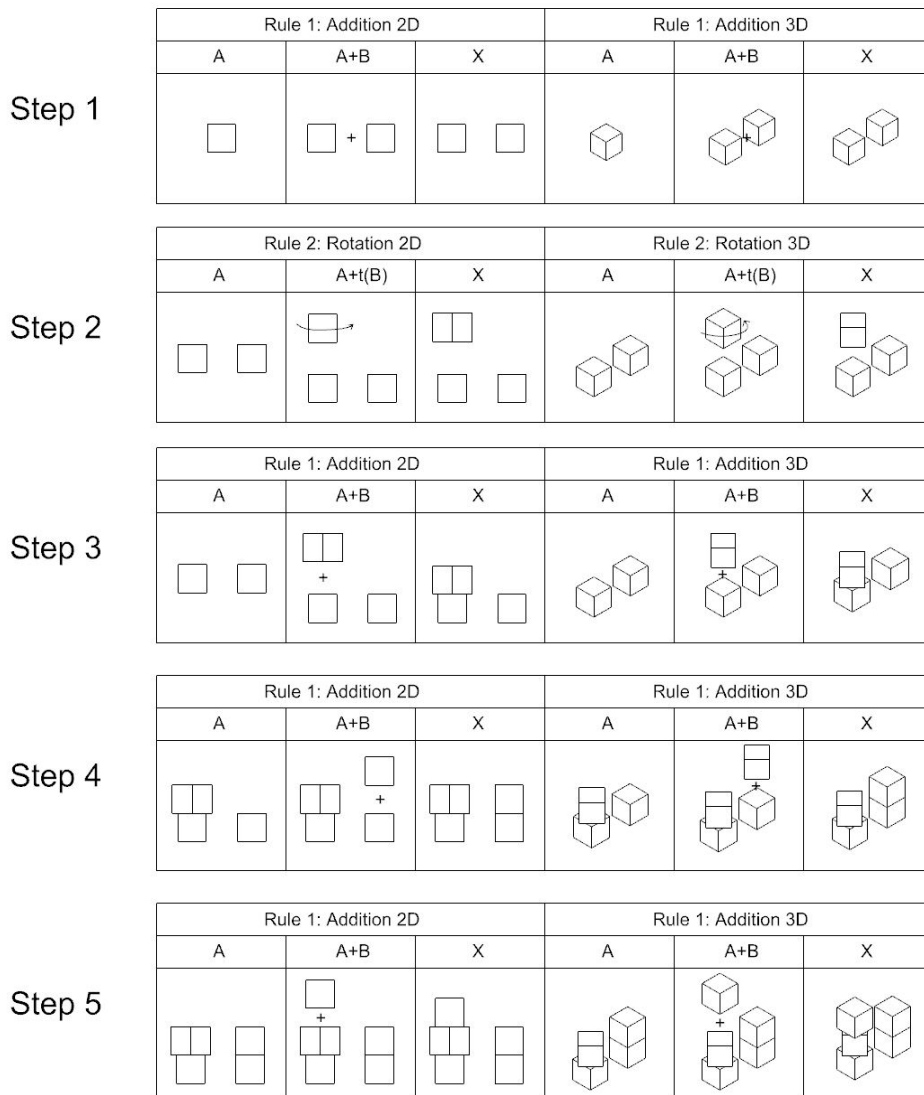 Rule 1: Addition 2D Rule 1: Addition 3D
A A+B X A A+B X
Step 1
+ +
Rule 2: Rotation 2D Rule 2: Rotation 3D
A A+t(B) X A A+t(B) X
Step 2
Rule 1: Addition 2D Rule 1: Addition 3D
A A+B X A A+B X
Step 3
+ +
Rule 1: Addition 2D Rule 1: Addition 3D
A A+B X A A+B X
Step 4
+ +
Rule 1: Addition 2D Rule 1: Addition 3D
A A+B X A A+B X
Step 5
+ +